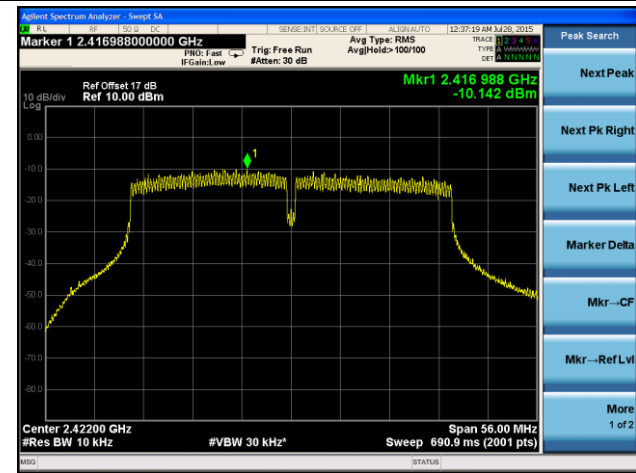 Agilent Spectrum Analyzer - Swept SA
RL RF 50 Ω DC SENSE:INT SOURCE OFF ALIGN AUTO 12:37:19 AM Jul 28, 2015
Marker 1 2.416988000000 GHz
PNO: Fast
IFGain:Low
Trig: Free Run
#Atten: 30 dB
Avg Type: RMS
Avg|Hold:> 100/100
TRACE 1 2 3 4 5 6
TYPE A
DET A N N N N N
Peak Search
Next Peak
Next Pk Right
Next Pk Left
Marker Delta
Mkr→CF
Mkr→Ref Lvl
More
1 of 2
Ref Offset 17 dB
10 dB/div Ref 10.00 dBm
Log
Mkr1 2.416 988 GHz
-10.142 dBm
1
0.00
-10.0
-20.0
-30.0
-40.0
-50.0
-60.0
-70.0
-80.0
Center 2.42200 GHz Span 56.00 MHz
#Res BW 10 kHz #VBW 30 kHz* Sweep 690.9 ms (2001 pts)
MSG STATUS